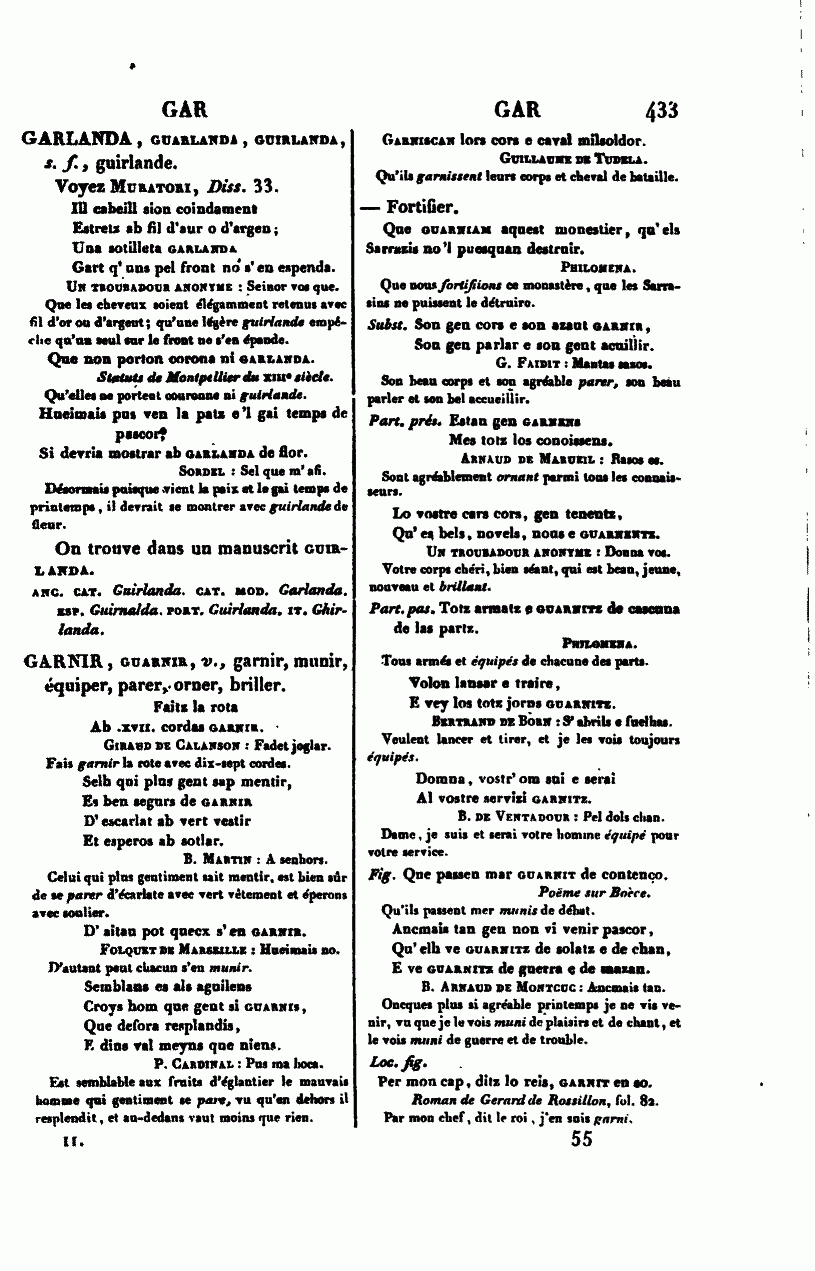 GAR
GARLANDA, GUARLANDA, GUIRLANDA,
s. f., guirlande.
Voyez MURATORI, Diss. 33.
Ill cabeill sion coindament
Estretz ab fil d'aur o d'argen;
Una sotilleta GARLANDA
Gart q'uns pel front no s'en espenda.
UN TROUBADOUR ANONYME : Seinor vos que.
Que les cheveux soient élégamment retenus avec
fil d'or ou d'argent; qu'une légère guirlande empê-
che qu'un seul sur le front ne s'en épande.
Que non porton corona ni GARLANDA.
Statuts de Montpellier du XIIIe siècle.
Qu'elles ne portent couronne ni guirlande.
Hueimais pus ven la patz e'l gai temps de
pascor,
Si devria mostrar ab GARLANDA de flor.
SORDEL : Sel que m'afi.
Désormais puisque vient la paix et le gai temps de
printemps, il devrait se montrer avec guirlande de
fleur.
On trouve dans un manuscrit GUIR-
LANDA.
ANC. CAT. Guirlanda. CAT. MOD. Garlanda.
ESP. Guirnalda. PORT. Guirlanda. IT. Ghir-
landa.
GARNIR, GUARNIR, v., garnir, munir,
équiper, parer, orner, briller.
Faitz la rota
Ab .XVII. cordas GARNIR.
GIRAUD DE CALANSON : Fadet joglar.
Fais garnir la rote avec dix-sept cordes.
Selh qui plus gent sap mentir,
Es ben segurs de GARNIR
D'escarlat ab vert vestir
Et esperos ab sotlar.
B. MARTIN : A senhors.
Celui qui plus gentiment sait mentir, est bien sûr
de se parer d'écarlate avec vert vêtement et éperons
avec soulier.
D'aitan pot quecx s'en GARNIR.
FOLQUET DE MARSEILLE : Hueimais no.
D'autant peut chacun s'en munir.
Semblans es als aguilens
Croys hom que gent si GUARNIS,
Que defora resplandis,
E dins val meyns que niens.
P. CARDINAL : Pus ma boca.
Est semblable aux fruits d'églantier le mauvais
homme qui gentiment se pare, vu qu'en dehors il
resplendit, et au-dedans vaut moins que rien.
II.
GAR 433
GARNISCAN lors cors e caval milsoldor.
GUILLAUME DE TUDELA.
Qu'ils garnissent leurs corps et cheval de bataille.
— Fortifier.
Que GUARNIAM aquest monestier, qu'els
Sarrazis no'l puesquan destruir.
PHILOMENA.
Que nous fortifiions ce monastère, que les Sarra-
sins ne puissent le détruire.
Subst. Son gen cors e son azaut GARNIR,
Son gen parlar e son gent acuillir.
G. FAIDIT : Mantas sasos.
Son beau corps et son agréable parer, son beau
parler et son bel accueillir.
Part. prés. Estan gen GARNENS
Mes totz los conoissens.
ARNAUD DE MARUEIL : Rasos es.
Sont agréablement ornant parmi tous les connais-
seurs.
Lo vostre cars cors, gen tenentz,
Qu'es bels, novels, nous e GUARNENTZ.
UN TROUBADOUR ANONYME : Donna vos.
Votre corps chéri, bien séant, qui est beau, jeune,
nouveau et brillant.
Part. pas. Totz armatz e GUARNITZ de cascuna
de las partz.
PHILOMENA.
Tous armés et équipés de chacune des parts.
Volon lansar e traire,
E vey los totz jorns GUARNITZ.
BERTRAND DE BORN : S'abrils e fuelhas.
Veulent lancer et tirer, et je les vois toujours
équipés.
Domna, vostr'om sui e serai
Al vostre servizi GARNITZ.
B. DE VENTADOUR : Pel dols chan.
Dame, je suis et serai votre homme équipé pour
votre service.
Fig. Que passen mar GUARNIT de contenço.
Poëme sur Boèce.
Qu'ils passent mer munis de débat.
Ancmais tan gen non vi venir pascor,
Qu'elh ve GUARNITZ de solatz e de chan,
E ve GUARNITZ de guerra e de mazan.
B. ARNAUD DE MONTCUC : Ancmais tan.
Oncques plus si agréable printemps je ne vis ve-
nir, vu que je le vois muni de plaisirs et de chant, et
le vois muni de guerre et de trouble.
Loc. fig.
Per mon cap, ditz lo reis, GARNIT en so.
Roman de Gerard de Rossillon, fol. 82.
Par mon chef, dit le roi, j'en suis garni.
55